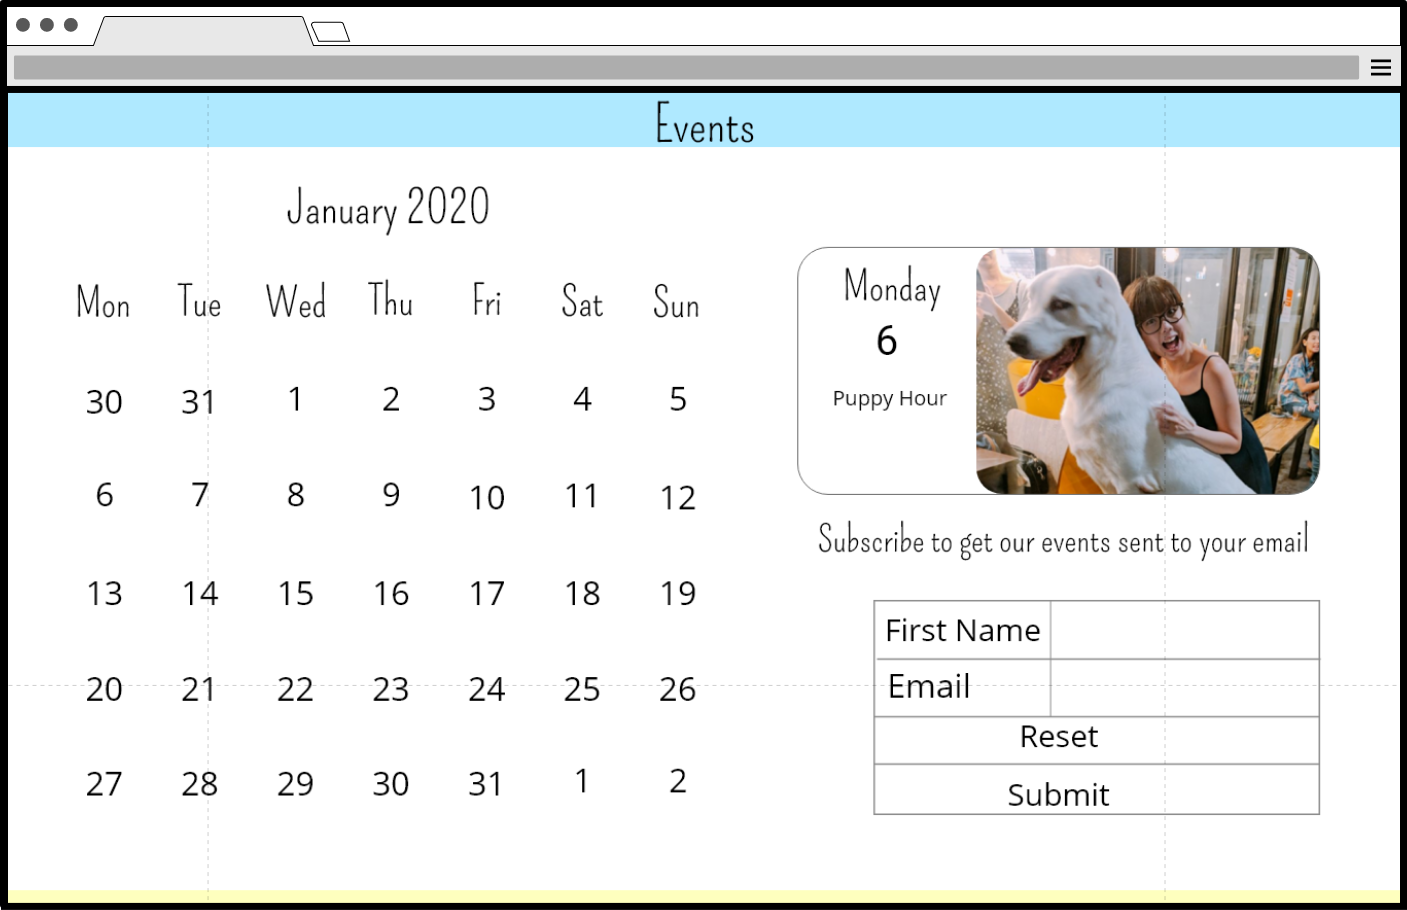 Events
January 2020
Mon Tue Wed Thu Fri Sat Sun
30 31 1 2 3 4 5
6 7 8 9 10 11 12
13 14 15 16 17 18 19
20 21 22 23 24 25 26
27 28 29 30 31 1 2
Monday
6
Puppy Hour
Subscribe to get our events sent to your email
First Name
Email
Reset
Submit